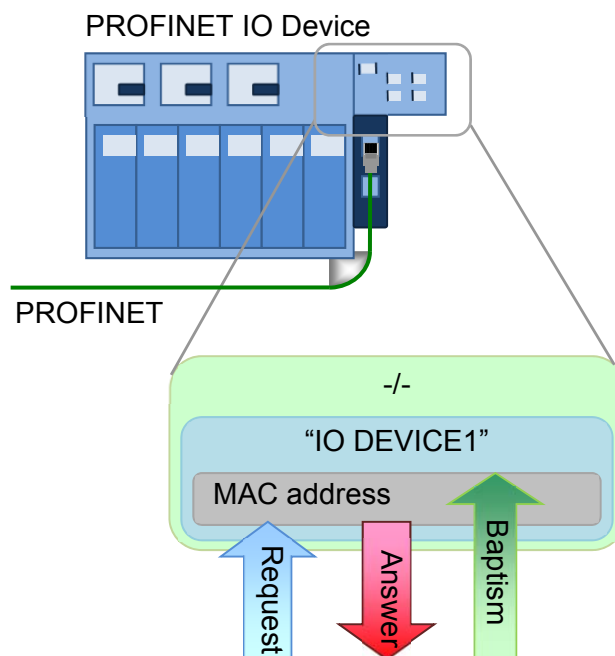 PROFINET IO Device
PROFINET
-/-
“IO DEVICE1”
MAC address
Request
Answer
Baptism